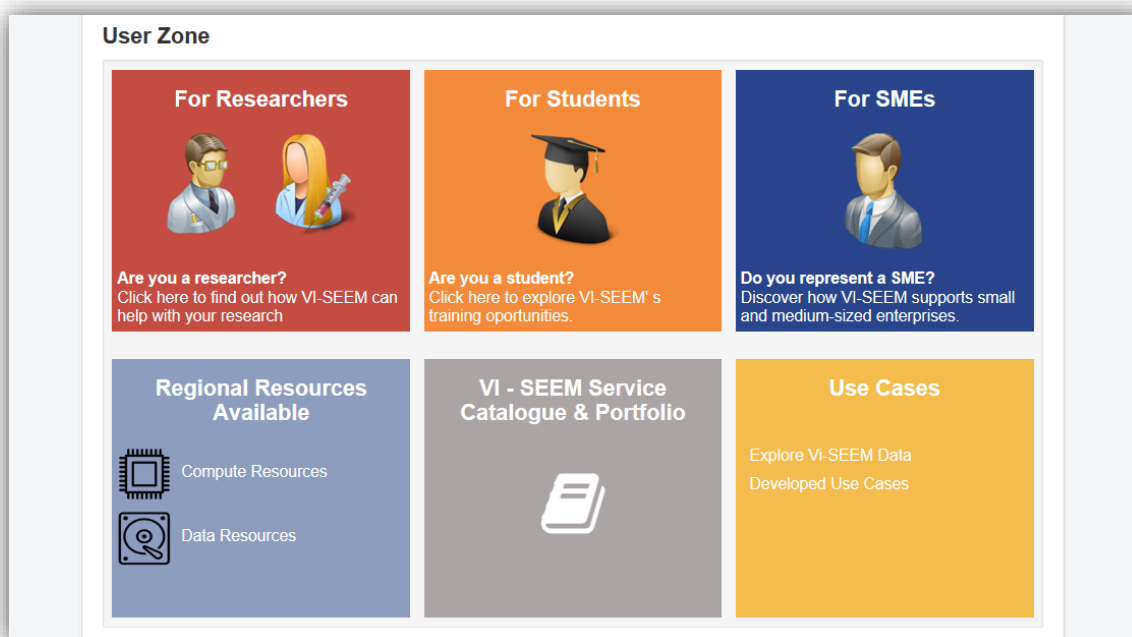 User Zone
For Researchers
Are you a researcher?
Click here to find out how VI-SEEM can
help with your research
For Students
Are you a student?
Click here to explore VI-SEEM' s
training oportunities.
For SMEs
Do you represent a SME?
Discover how VI-SEEM supports small
and medium-sized enterprises.
Regional Resources
Available
Compute Resources
Data Resources
VI - SEEM Service
Catalogue & Portfolio
Use Cases
Explore Vi-SEEM Data
Developed Use Cases